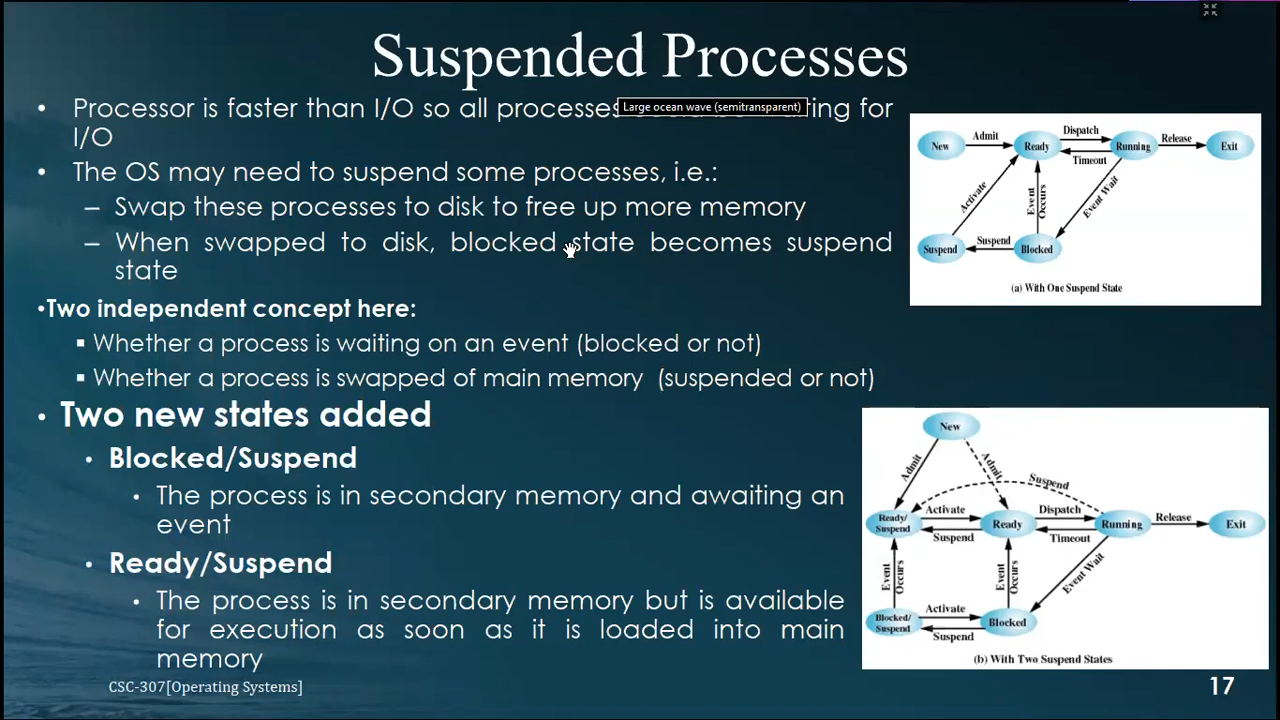 Suspended Processes
• Processor is faster than I/O so all processes
Large ocean wave (semitransparent)
for
I/O
• The OS may need to suspend some processes, i.e.:
– Swap these processes to disk to free up more memory
– When swapped to disk, blocked state becomes suspend
state
•Two independent concept here:
▪ Whether a process is waiting on an event (blocked or not)
▪ Whether a process is swapped of main memory (suspended or not)
• Two new states added
• Blocked/Suspend
• The process is in secondary memory and awaiting an
event
• Ready/Suspend
• The process is in secondary memory but is available
for execution as soon as it is loaded into main
memory
CSC-307[Operating Systems]
17
New
Admit
Ready
Dispatch
Timeout
Running
Release
Exit
Activate
Event
Occurs
Event Wait
Suspend
Suspend
Blocked
(a) With One Suspend State
New
Admit
Admit
Suspend
Ready/
Suspend
Activate
Suspend
Ready
Dispatch
Timeout
Running
Release
Exit
Event
Occurs
Event
Occurs
Event Wait
Blocked/
Suspend
Activate
Suspend
Blocked
(b) With Two Suspend States